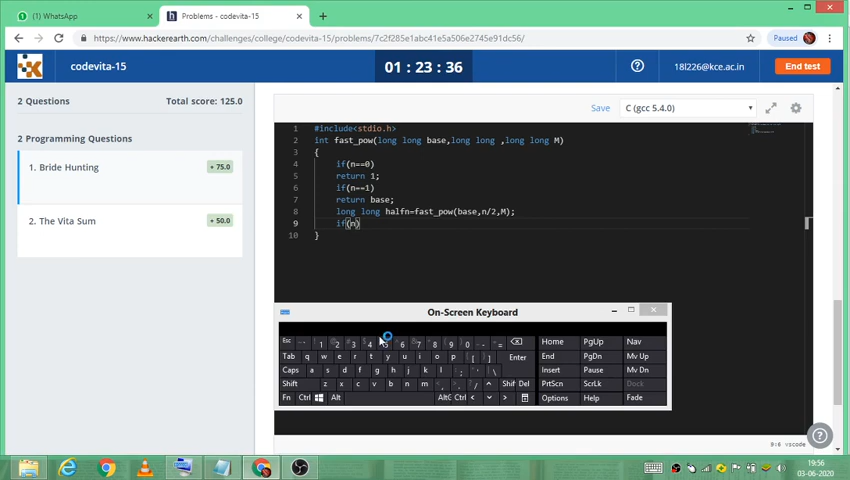 (1) WhatsApp
Problems - codevita-15
https://www.hackerearth.com/challenges/college/codevita-15/problems/7c2f285e1abc41e5a506e2745e91dc56/
Paused
codevita-15
01 : 23 : 36
18l226@kce.ac.in
End test
2 Questions
Total score: 125.0
2 Programming Questions
1. Bride Hunting
+ 75.0
2. The Vita Sum
+ 50.0
Save
C (gcc 5.4.0)
1 #include<stdio.h>
2 int fast_pow(long long base,long long ,long long M)
3 {
4 if(n==0)
5 return 1;
6 if(n==1)
7 return base;
8 long long halfn=fast_pow(base,n/2,M);
9 if(n)
10 }
On-Screen Keyboard
Esc 1 2 3 4 5 6 7 8 9 0 - =
Home PgUp Nav
Tab q w e r t y u i o p [ ] Enter
End PgDn Mv Up
Caps a s d f g h j k l ; ' \
Insert Pause Mv Dn
Shift z x c v b n m , . / Shift Del
PrtScn ScrLk Dock
Fn Ctrl Alt AltG Ctrl
Options Help Fade
9:6 vscode
19:56
03-06-2020